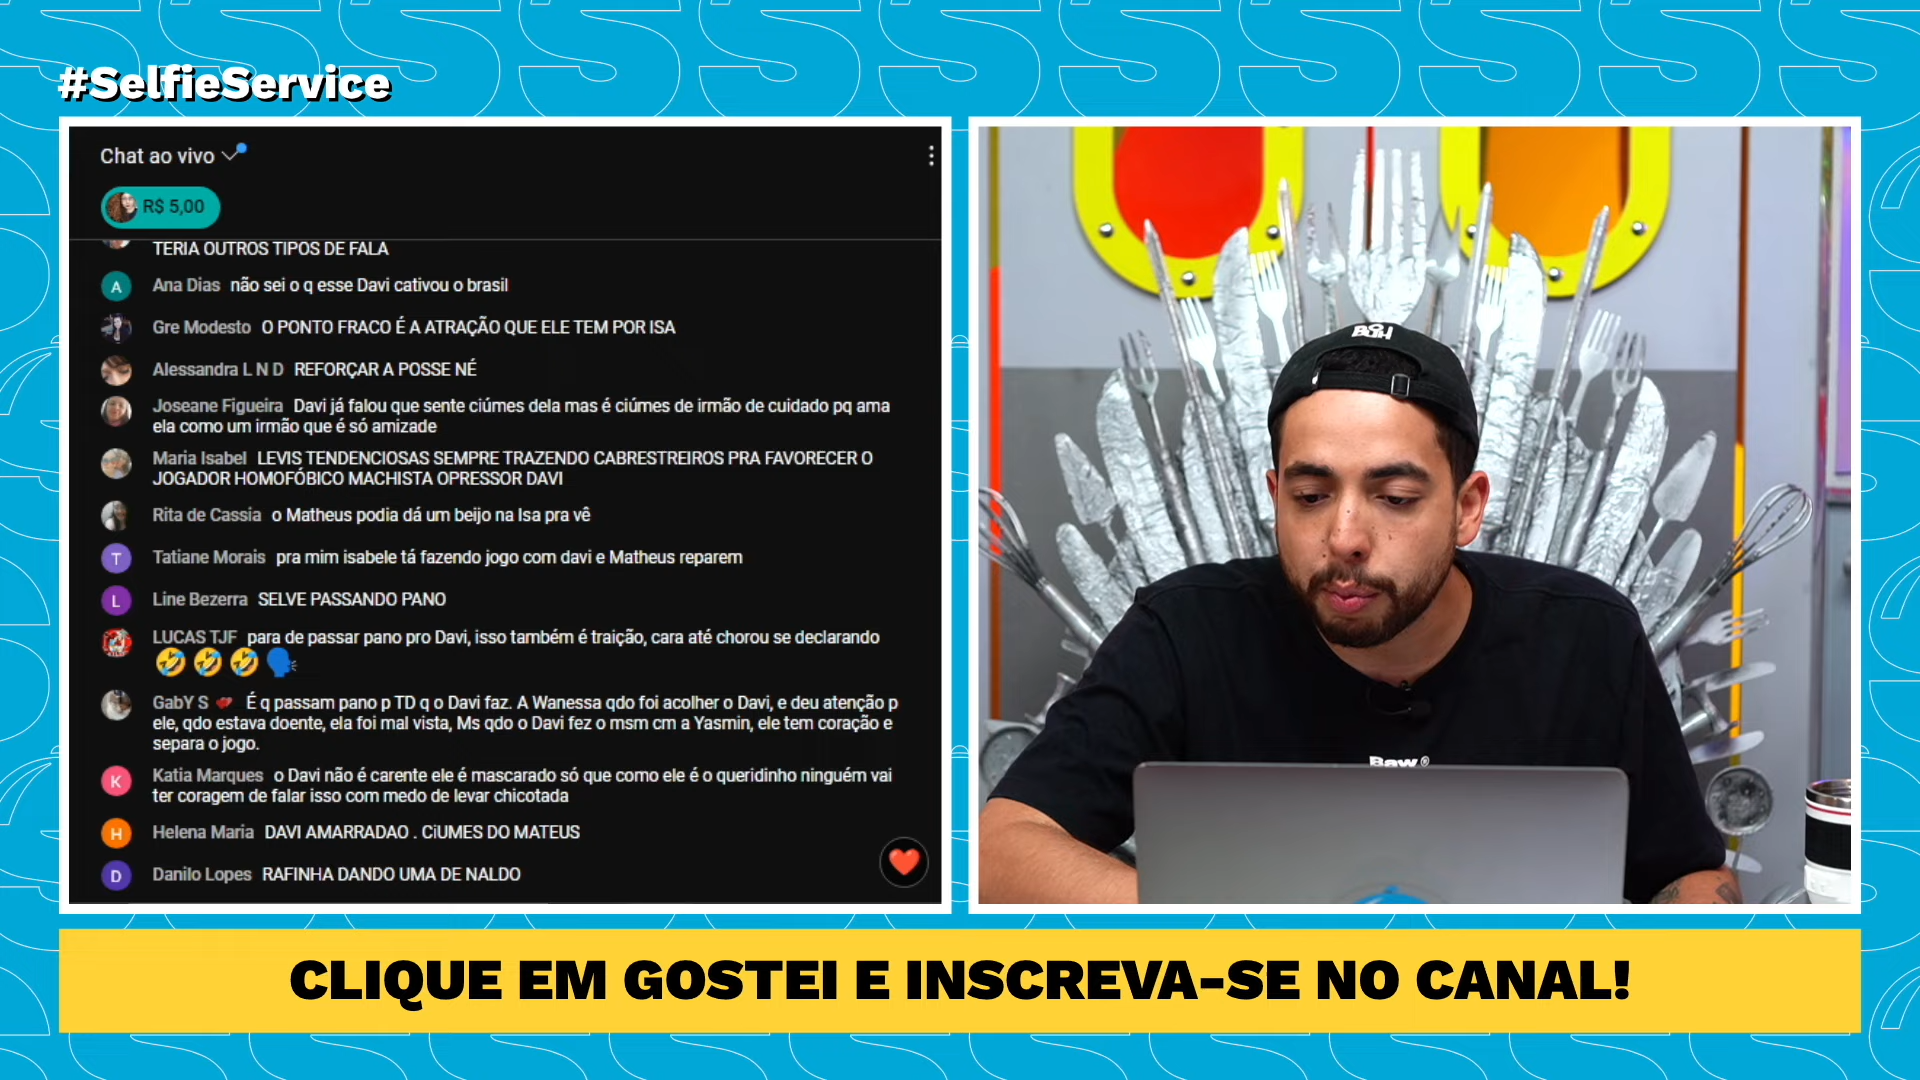 #SelfieService
Chat ao vivo
R$ 5,00
TERIA OUTROS TIPOS DE FALA
A
Ana Dias não sei o q esse Davi cativou o brasil
Gre Modesto O PONTO FRACO É A ATRAÇÃO QUE ELE TEM POR ISA
Alessandra L N D REFORÇAR A POSSE NÉ
Joseane Figueira Davi já falou que sente ciúmes dela mas é ciúmes de irmão de cuidado pq ama
ela como um irmão que é só amizade
Maria Isabel LEVIS TENDENCIOSAS SEMPRE TRAZENDO CABRESTREIROS PRA FAVORECER O
JOGADOR HOMOFÓBICO MACHISTA OPRESSOR DAVI
Rita de Cassia o Matheus podia dá um beijo na Isa pra vê
T
Tatiane Morais pra mim isabele tá fazendo jogo com davi e Matheus reparem
L
Line Bezerra SELVE PASSANDO PANO
LUCAS TJF para de passar pano pro Davi, isso também é traição, cara até chorou se declarando
🤣🤣🤣🗣️
GabY S 💔 É q passam pano p TD q o Davi faz. A Wanessa qdo foi acolher o Davi, e deu atenção p
ele, qdo estava doente, ela foi mal vista, Ms qdo o Davi fez o msm cm a Yasmin, ele tem coração e
separa o jogo.
K
Katia Marques o Davi não é carente ele é mascarado só que como ele é o queridinho ninguém vai
ter coragem de falar isso com medo de levar chicotada
H
Helena Maria DAVI AMARRADAO . CiUMES DO MATEUS
D
Danilo Lopes RAFINHA DANDO UMA DE NALDO
Baw®
CLIQUE EM GOSTEI E INSCREVA-SE NO CANAL!